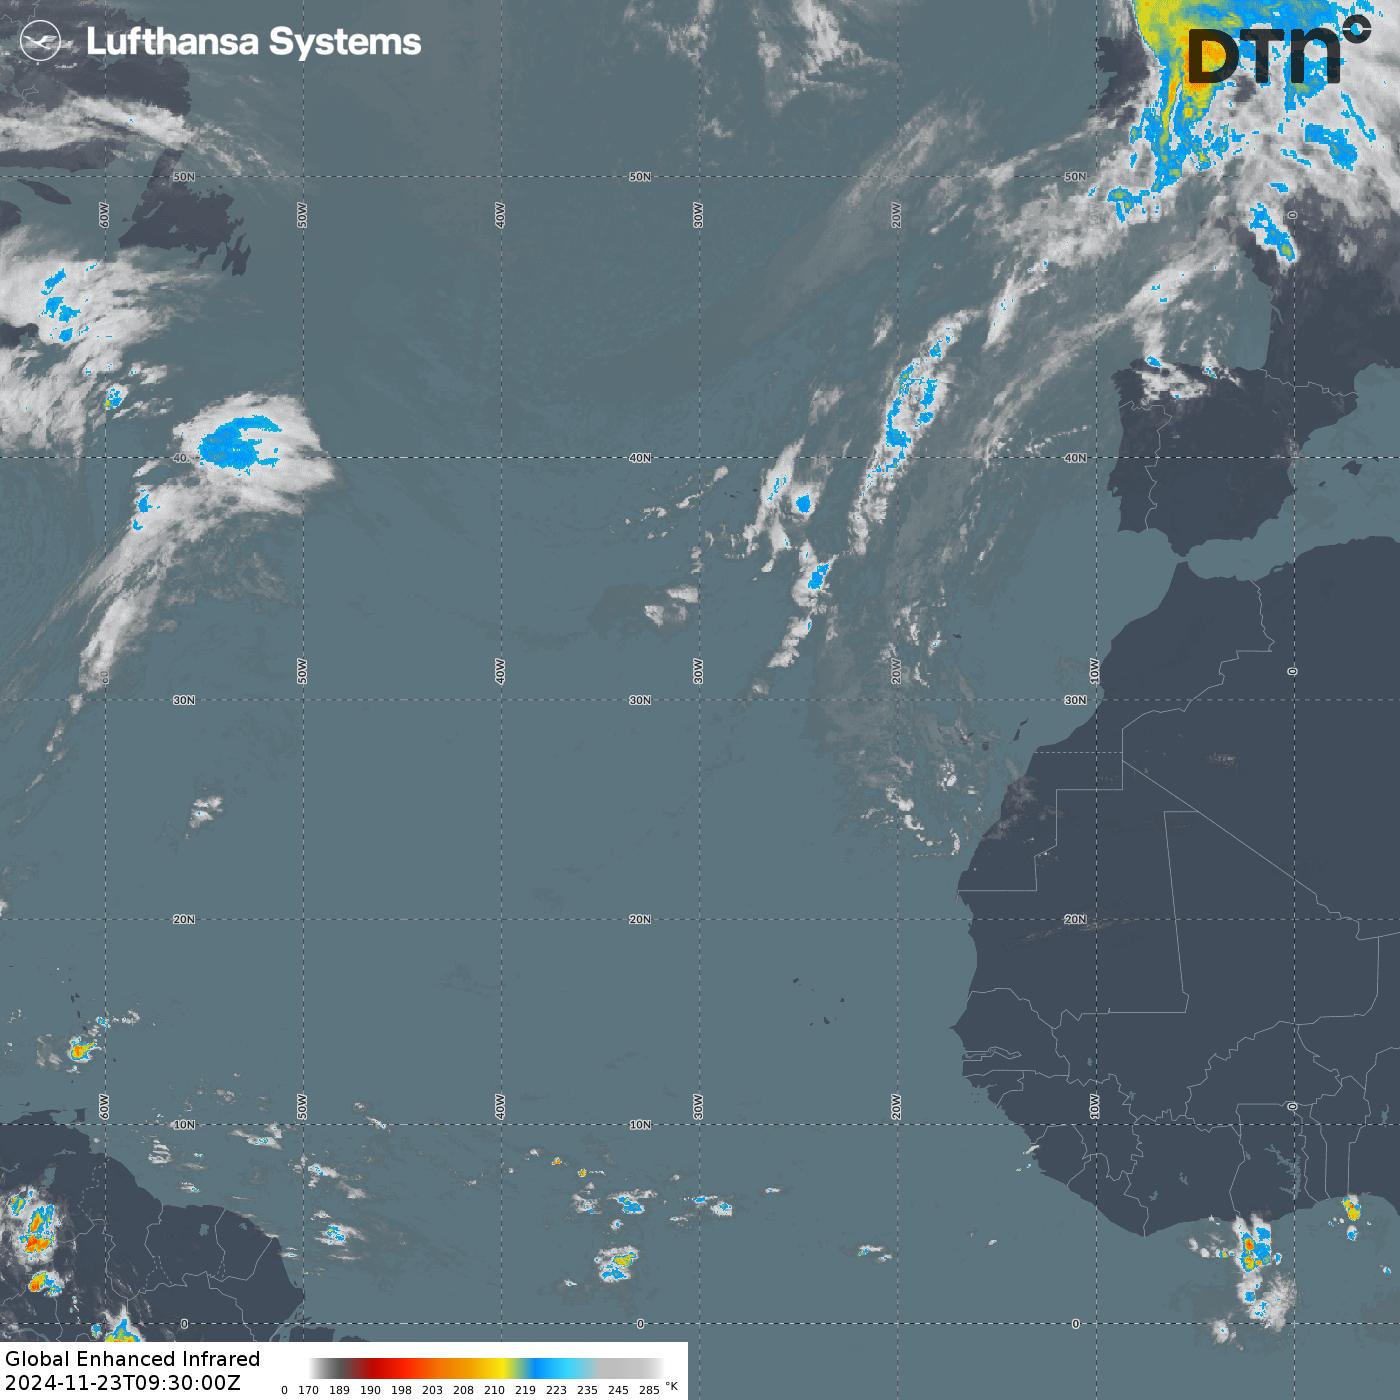 Lufthansa Systems
DTN
50N 50N 50N
60W 50W 40W 30W 20W 0
40 40N 40N
60 50W 40W 30W 20W 10W 0
30N 30N 30N
20N 20N 20N
60W 50W 40W 30W 20W 10W 0
10N 10N
0 0 0
Global Enhanced Infrared
2024-11-23T09:30:00Z
0 170 189 190 198 203 208 210 219 223 235 245 285 °K